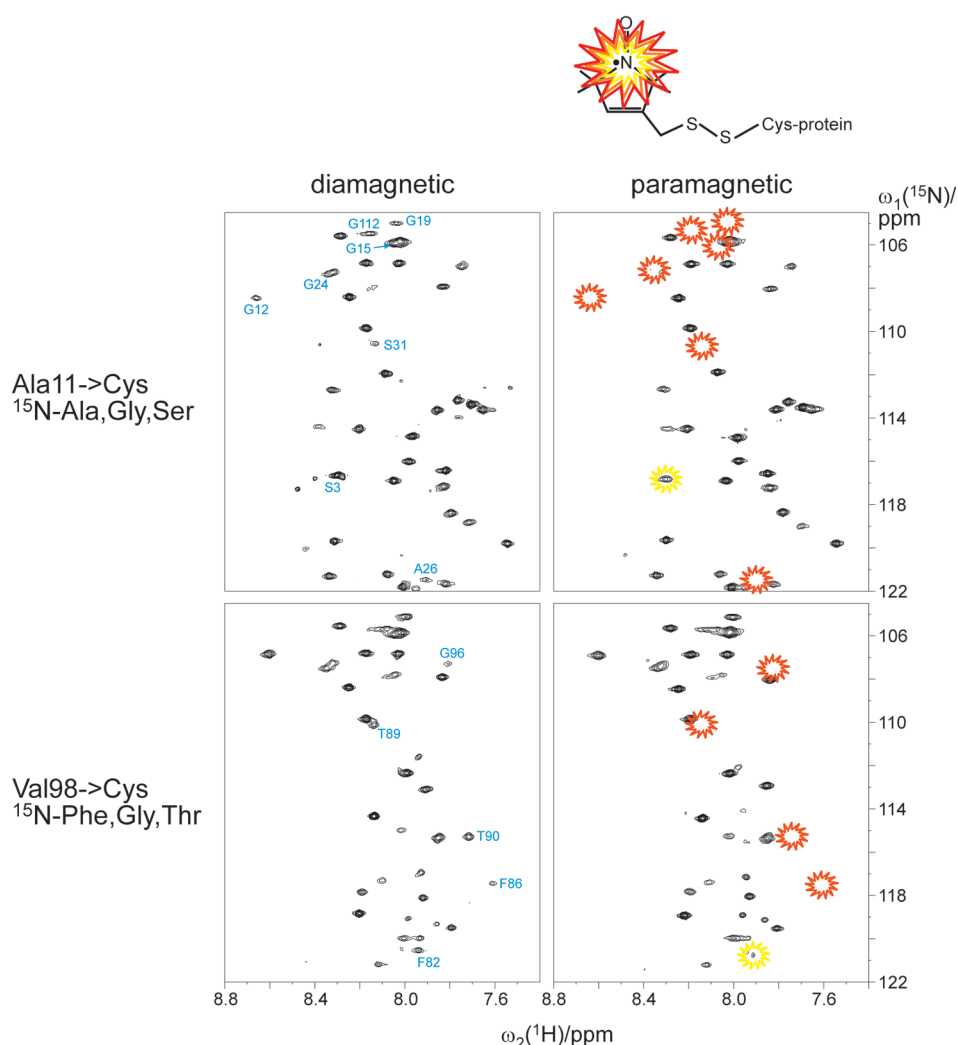 O
•N
S
S
Cys-protein
diamagnetic
paramagnetic
ω₁(¹⁵N)/
ppm
G19
G112
G15
G24
G12
S31
S3
A26
106
108
110
112
114
116
118
120
122
Ala11->Cys
¹⁵N-Ala,Gly,Ser
G96
T89
T90
F86
F82
106
108
110
112
114
116
118
120
122
Val98->Cys
¹⁵N-Phe,Gly,Thr
8.8 8.4 8.0 7.6
8.8 8.4 8.0 7.6
ω₂(¹H)/ppm